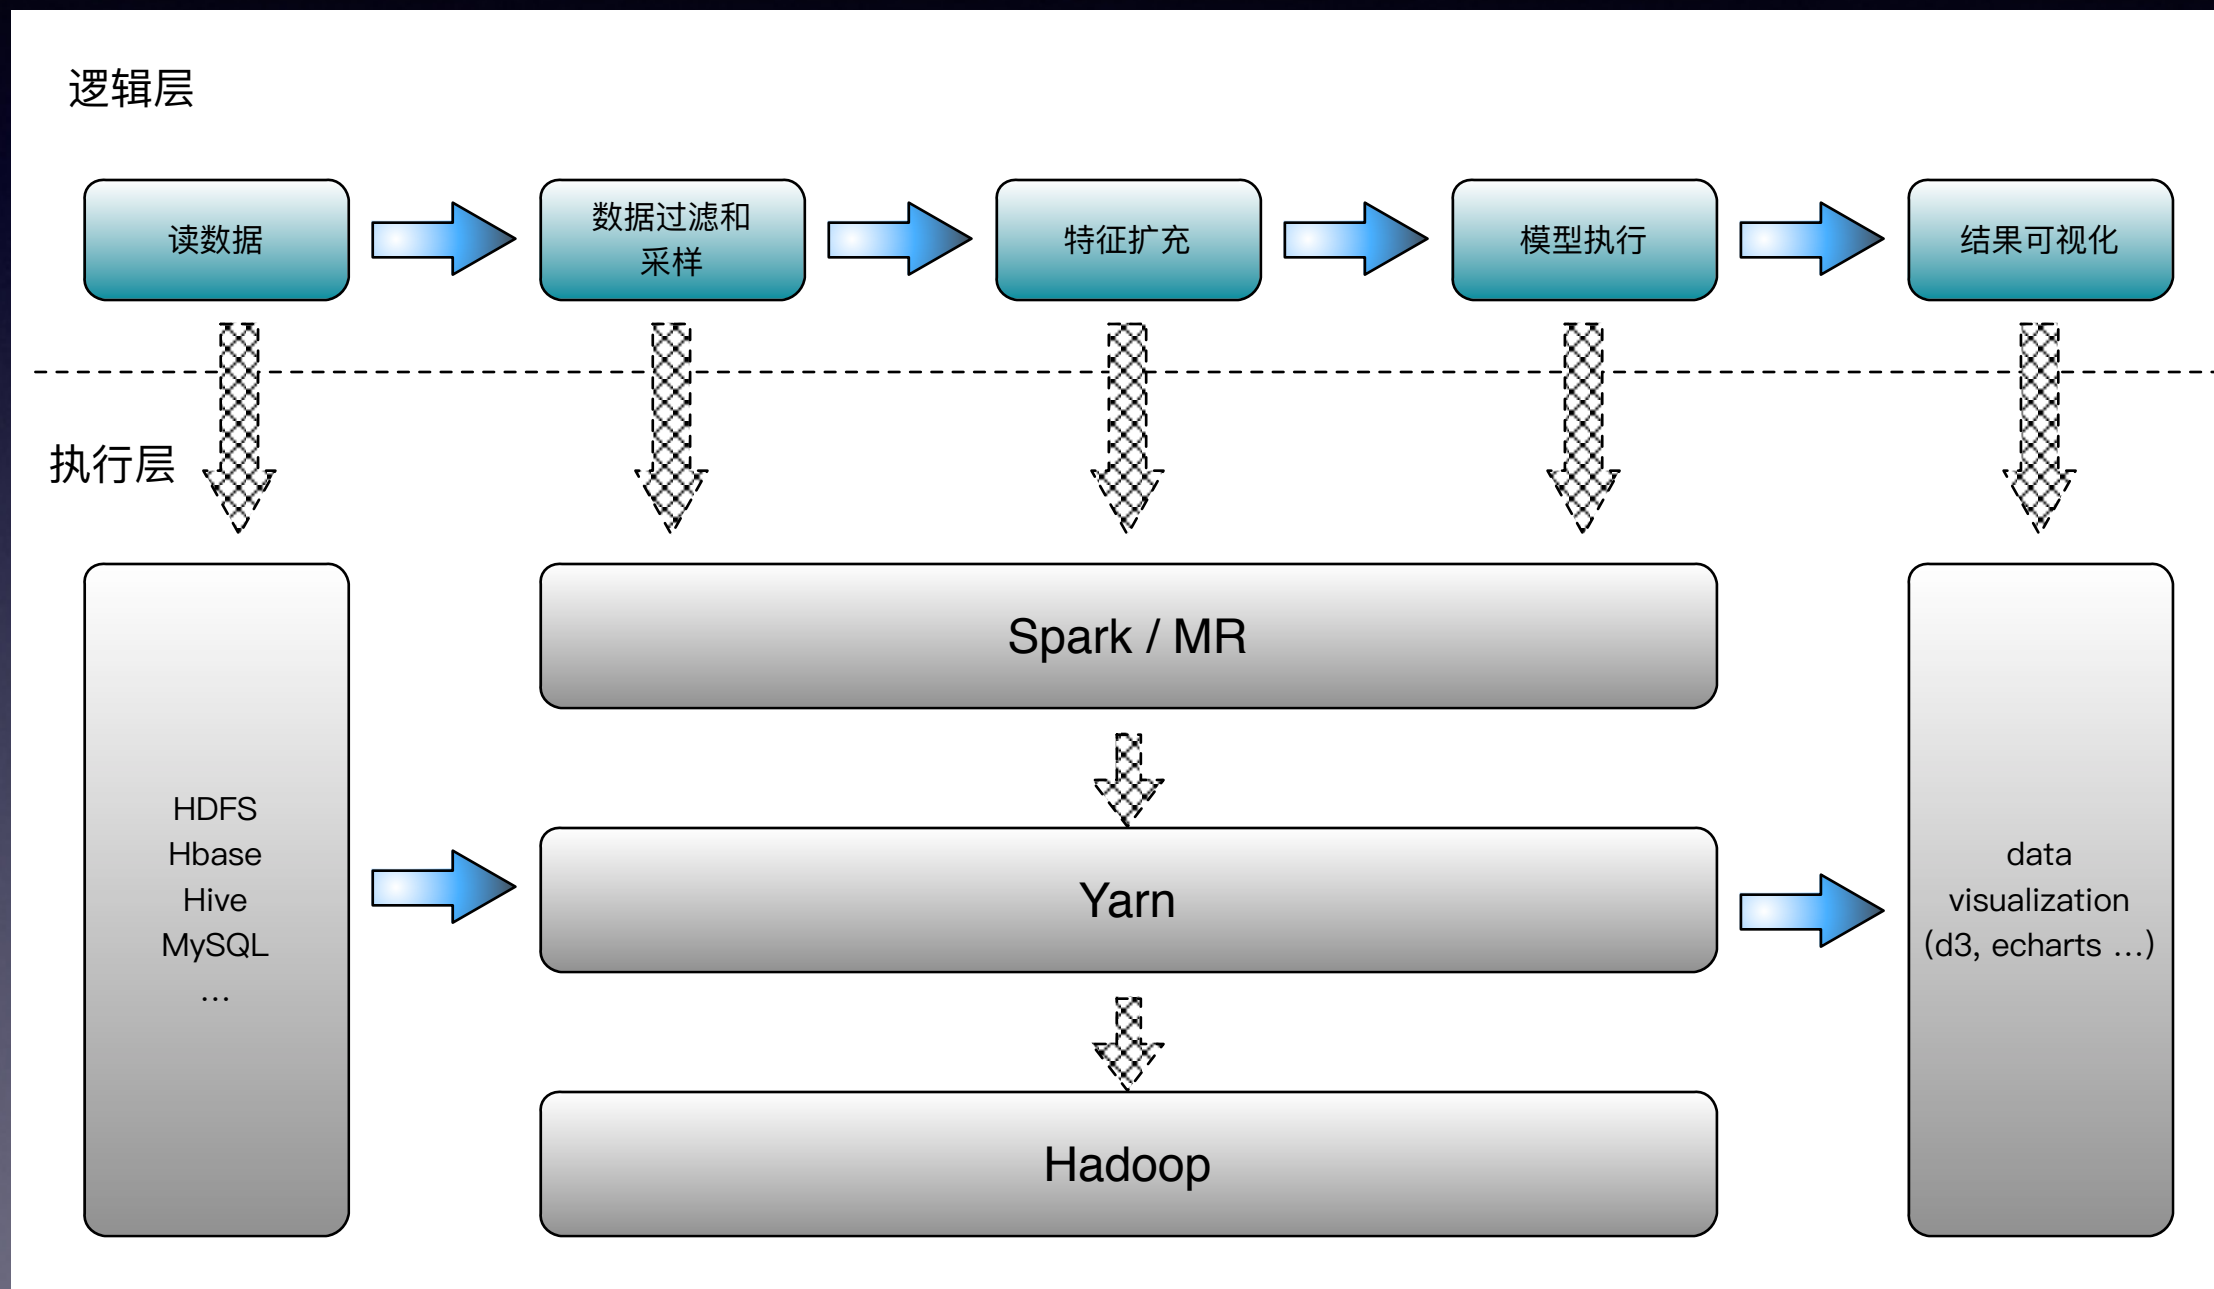 逻辑层
读数据
数据过滤和
采样
特征扩充
模型执行
结果可视化
执行层
HDFS
Hbase
Hive
MySQL
...
Spark / MR
Yarn
Hadoop
data
visualization
(d3, echarts ...)